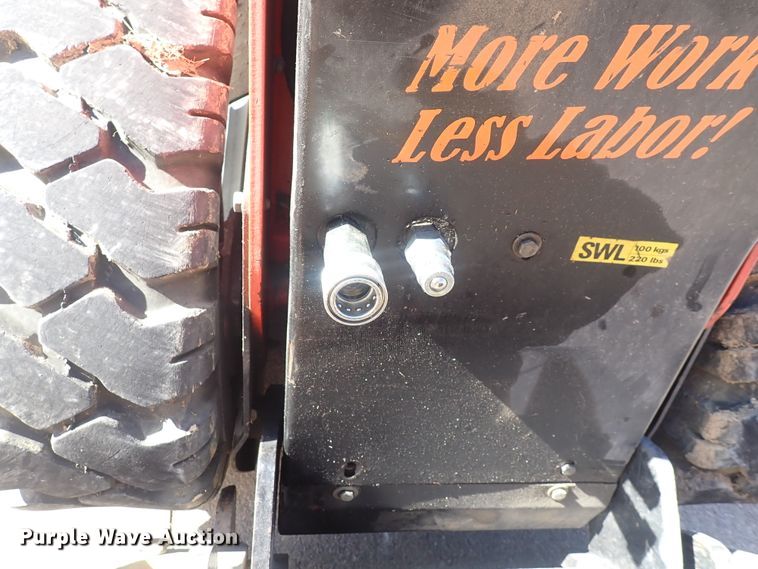 More Work
Less Labor!
SWL 100 kgs
220 lbs
Purple Wave Auction